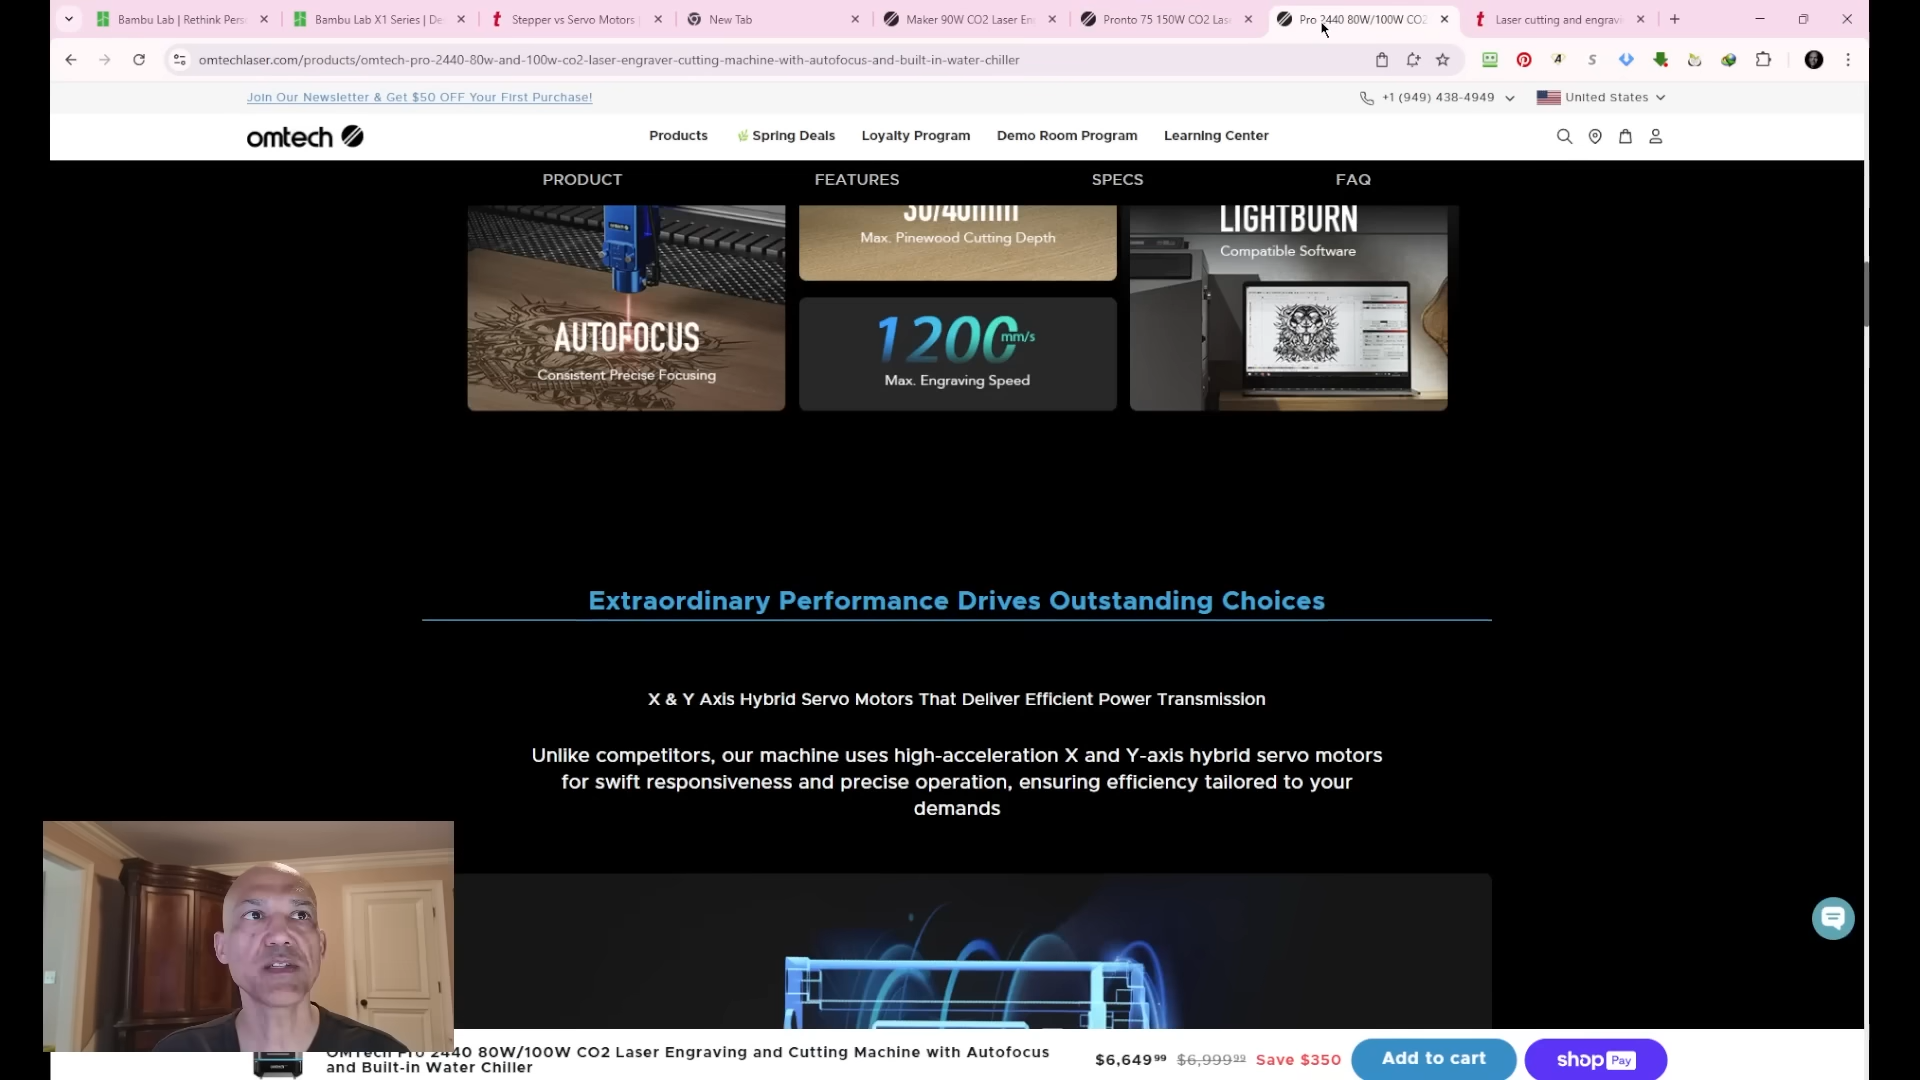 Bambu Lab | Rethink Pers
Bambu Lab X1 Series | De
Stepper vs Servo Motors
New Tab
Maker 90W CO2 Laser En
Pronto 75 150W CO2 Las
Pro 2440 80W/100W CO2
Laser cutting and engrav
omtechlaser.com/products/omtech-pro-2440-80w-and-100w-co2-laser-engraver-cutting-machine-with-autofocus-and-built-in-water-chiller
Join Our Newsletter & Get $50 OFF Your First Purchase!
+1 (949) 438-4949
United States
omtech
Products
Spring Deals
Loyalty Program
Demo Room Program
Learning Center
PRODUCT
FEATURES
SPECS
FAQ
30/40mm
Max. Pinewood Cutting Depth
LIGHTBURN
Compatible Software
AUTOFOCUS
Consistent Precise Focusing
1200 mm/s
Max. Engraving Speed
Extraordinary Performance Drives Outstanding Choices
X & Y Axis Hybrid Servo Motors That Deliver Efficient Power Transmission
Unlike competitors, our machine uses high-acceleration X and Y-axis hybrid servo motors
for swift responsiveness and precise operation, ensuring efficiency tailored to your
demands
OMTech Pro 2440 80W/100W CO2 Laser Engraving and Cutting Machine with Autofocus
and Built-in Water Chiller
$6,649.99 $6,999.99 Save $350
Add to cart
shop Pay